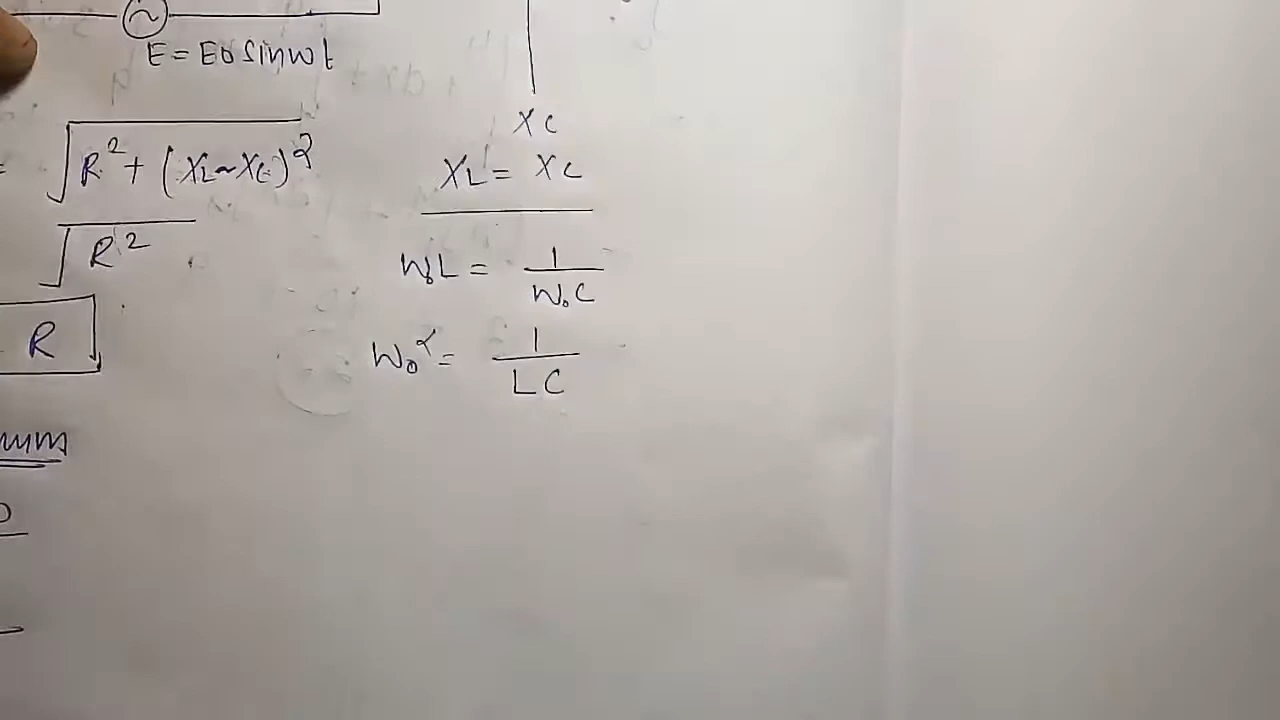 E = E0 sinωt
XC
= √R² + (XL ~ XC)²
XL = XC
√R²
W₀L = 1/W₀C
R
W₀² = 1/LC